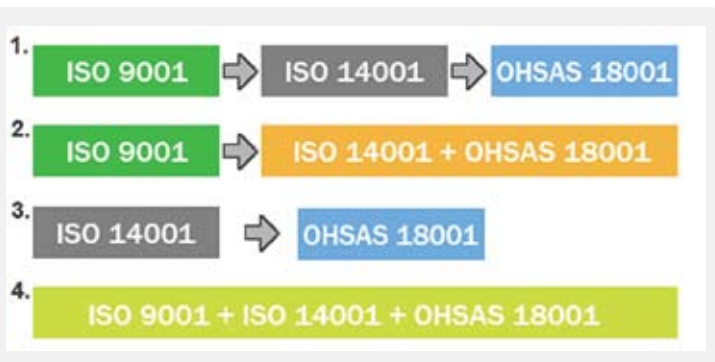 1. ISO 9001 ISO 14001 OHSAS 18001
2. ISO 9001 ISO 14001 + OHSAS 18001
3. ISO 14001 OHSAS 18001
4. ISO 9001 + ISO 14001 + OHSAS 18001